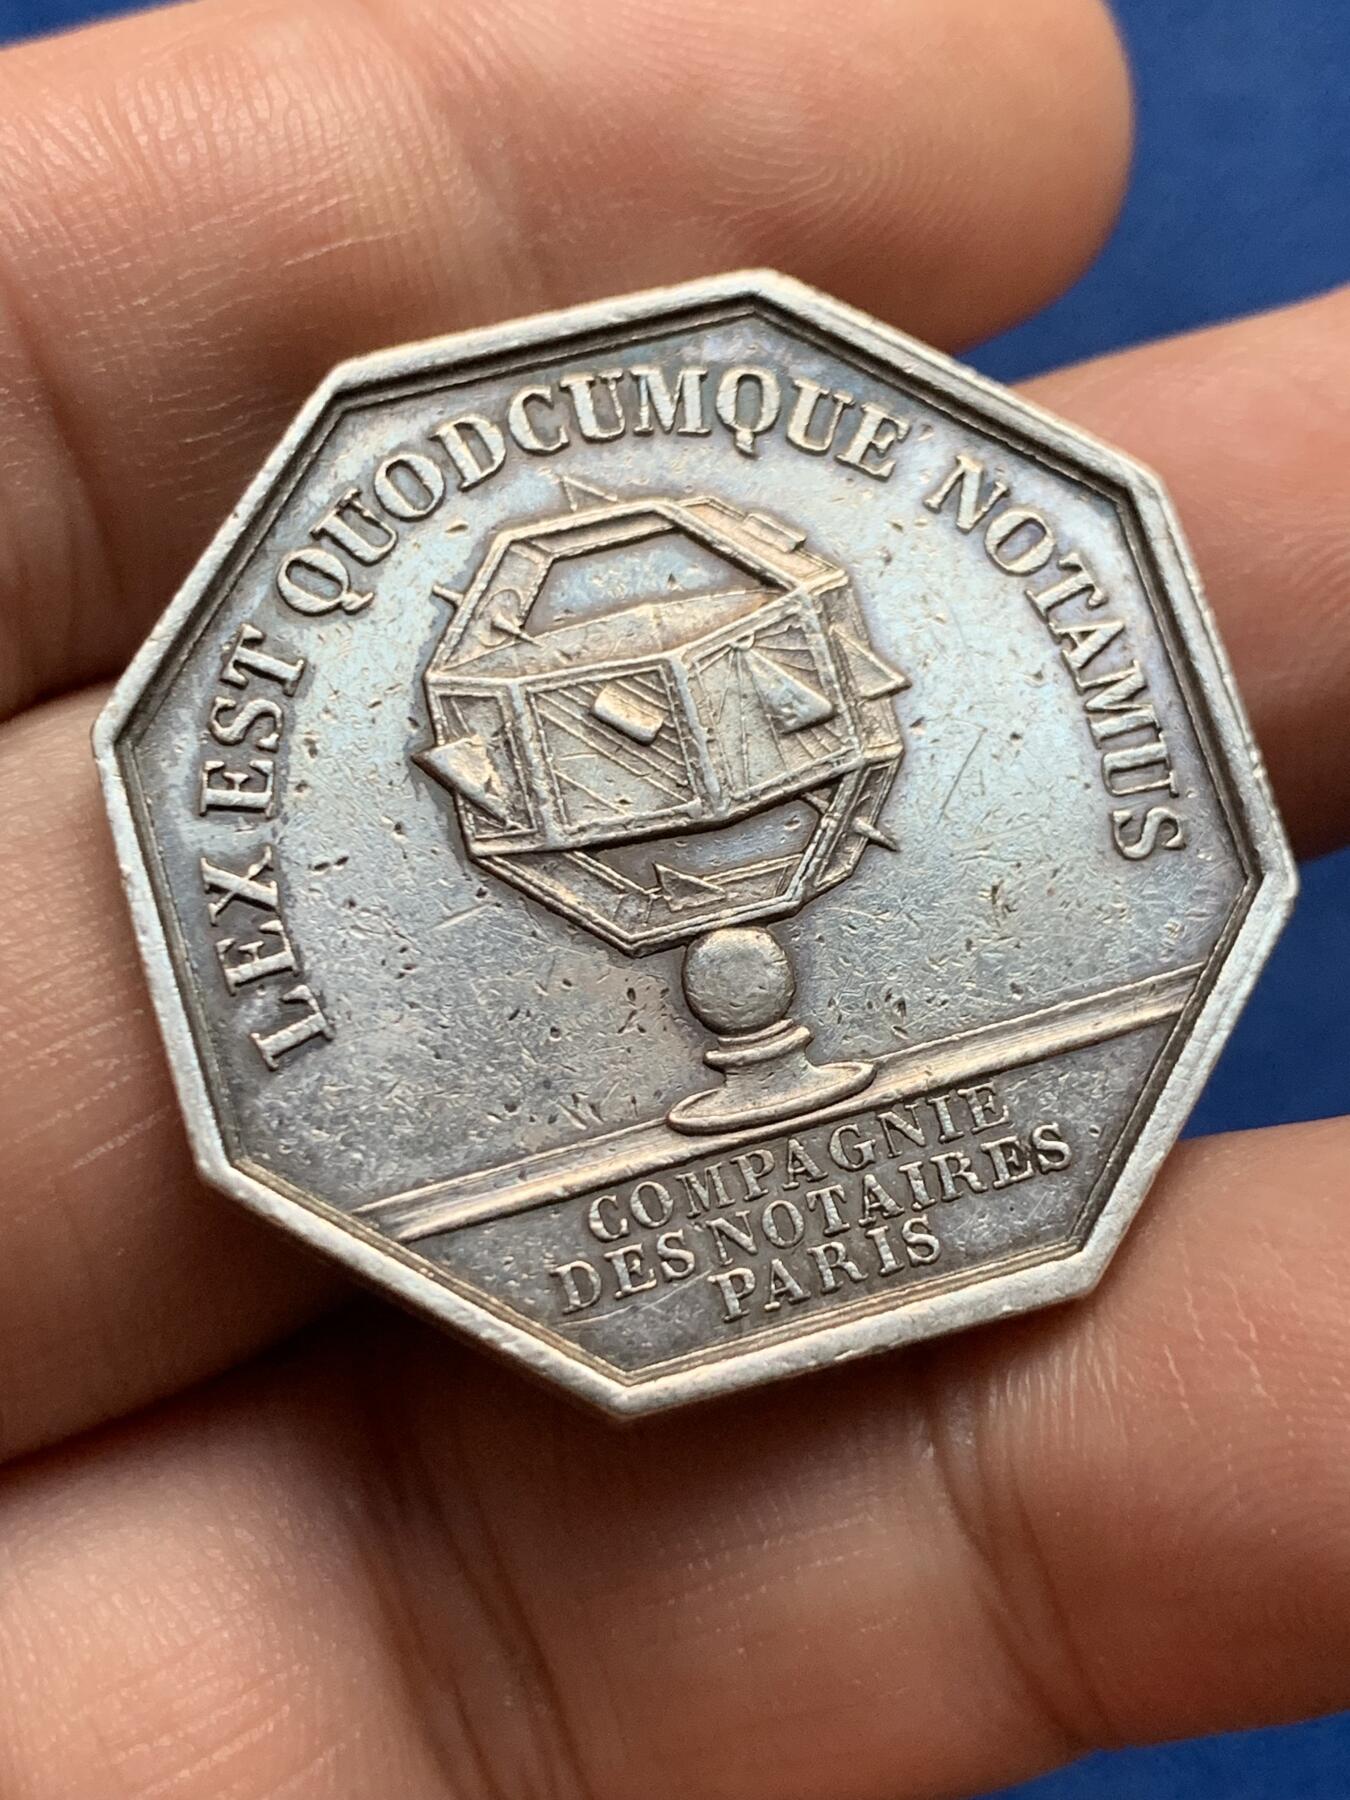 LEX EST QUODCUMQUE NOTAMUS
COMPAGNIE
DES NOTAIRES
PARIS